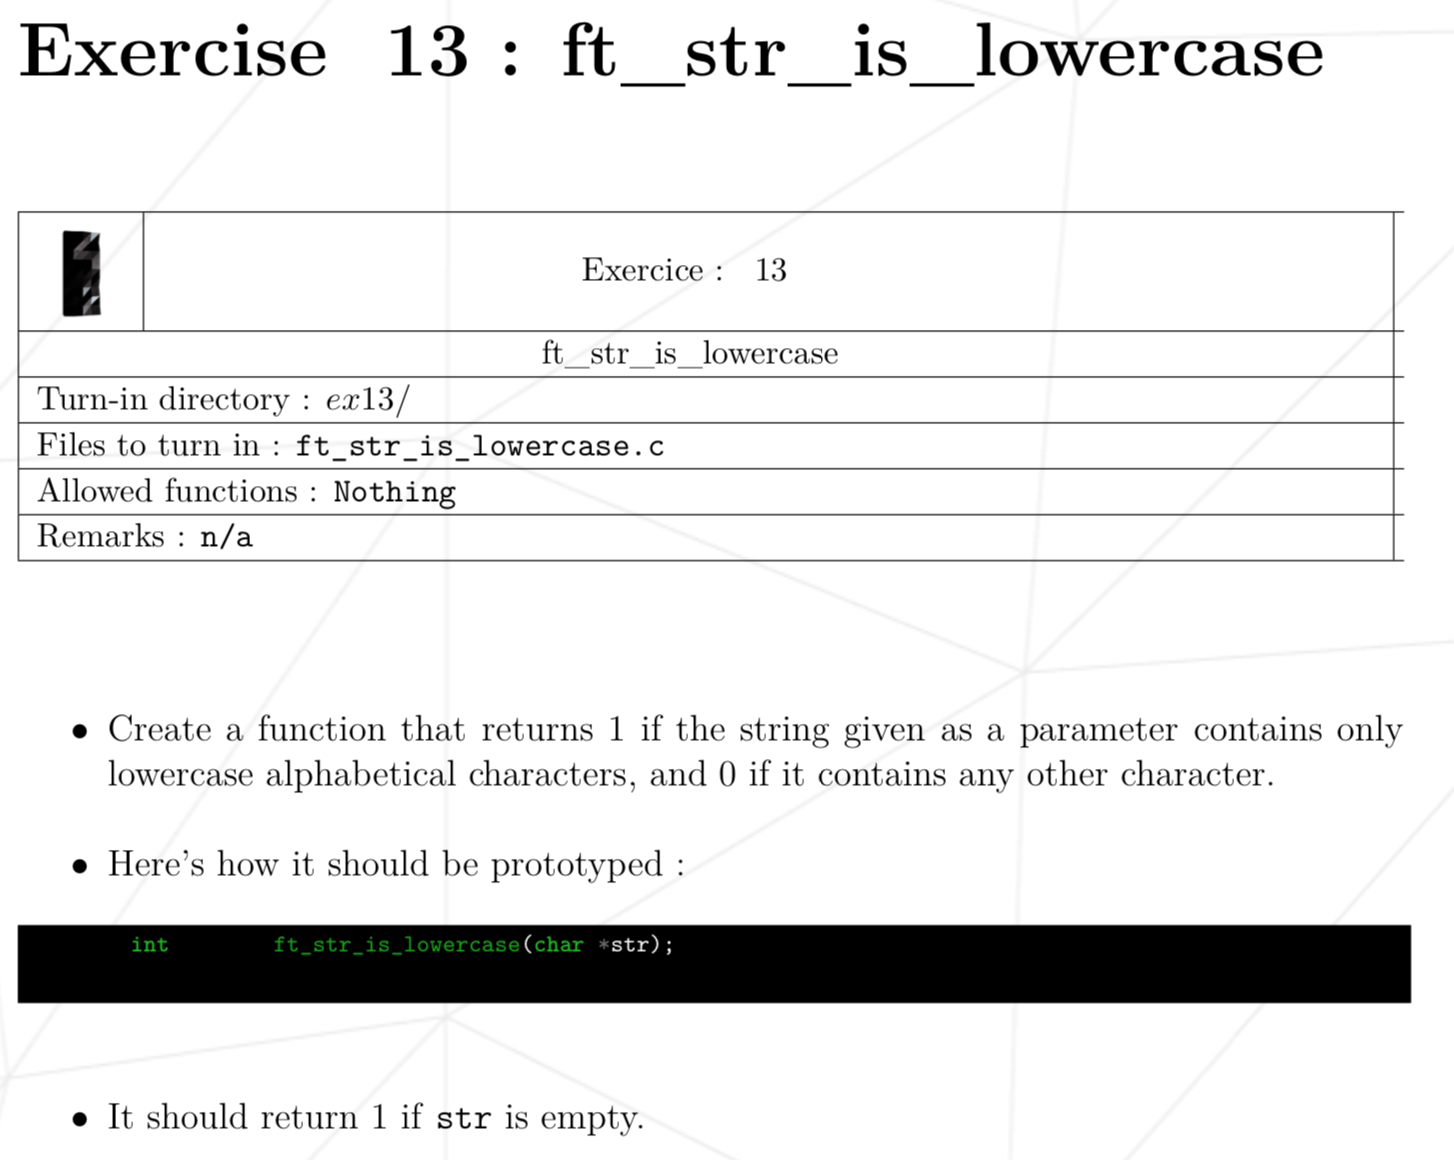 Exercise 13 : ft_str_is_lowercase
Exercice : 13
ft_str_is_lowercase
Turn-in directory : ex13/
Files to turn in : ft_str_is_lowercase.c
Allowed functions : Nothing
Remarks : n/a
• Create a function that returns 1 if the string given as a parameter contains only
lowercase alphabetical characters, and 0 if it contains any other character.
• Here's how it should be prototyped :
int ft_str_is_lowercase(char *str);
• It should return 1 if str is empty.